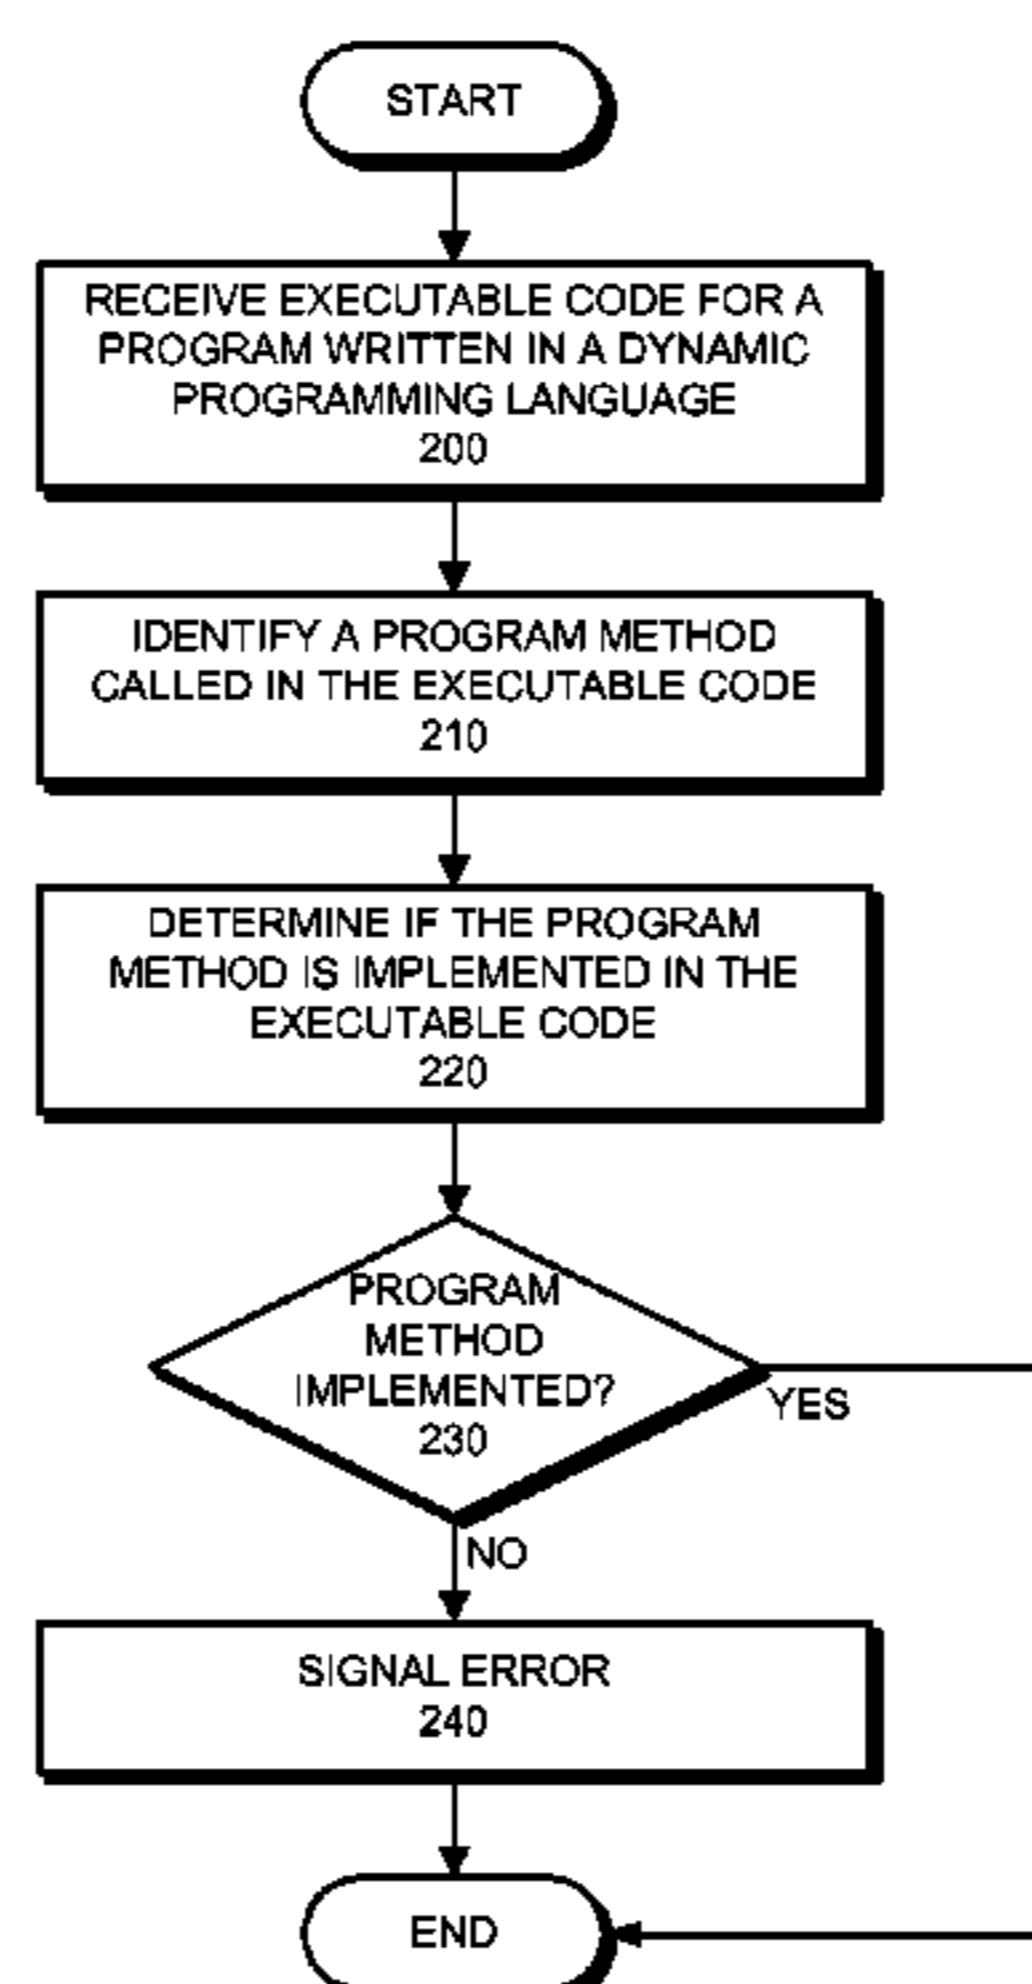 START
RECEIVE EXECUTABLE CODE FOR A
PROGRAM WRITTEN IN A DYNAMIC
PROGRAMMING LANGUAGE
200
IDENTIFY A PROGRAM METHOD
CALLED IN THE EXECUTABLE CODE
210
DETERMINE IF THE PROGRAM
METHOD IS IMPLEMENTED IN THE
EXECUTABLE CODE
220
PROGRAM
METHOD
IMPLEMENTED?
230
YES
NO
SIGNAL ERROR
240
END